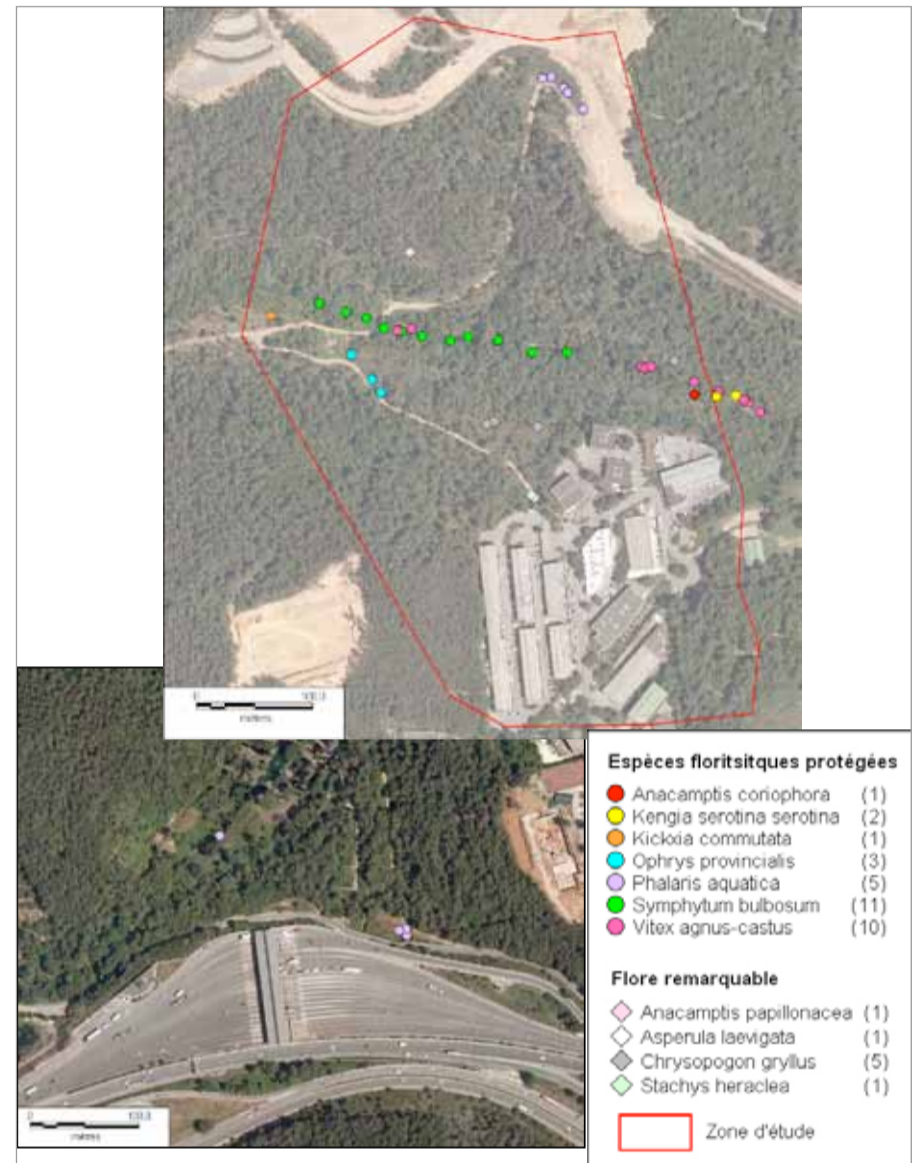 0
mètres
0
mètres
Espèces floritsitques protégées
Anacamptis coriophora (1)
Kengia serotina serotina (2)
Kickxia commutata (1)
Ophrys provincialis (3)
Phalaris aquatica (5)
Symphytum bulbosum (11)
Vitex agnus-castus (10)
Flore remarquable
Anacamptis papillonacea (1)
Asperula laevigata (1)
Chrysopogon gryllus (5)
Stachys heraclea (1)
Zone d'étude